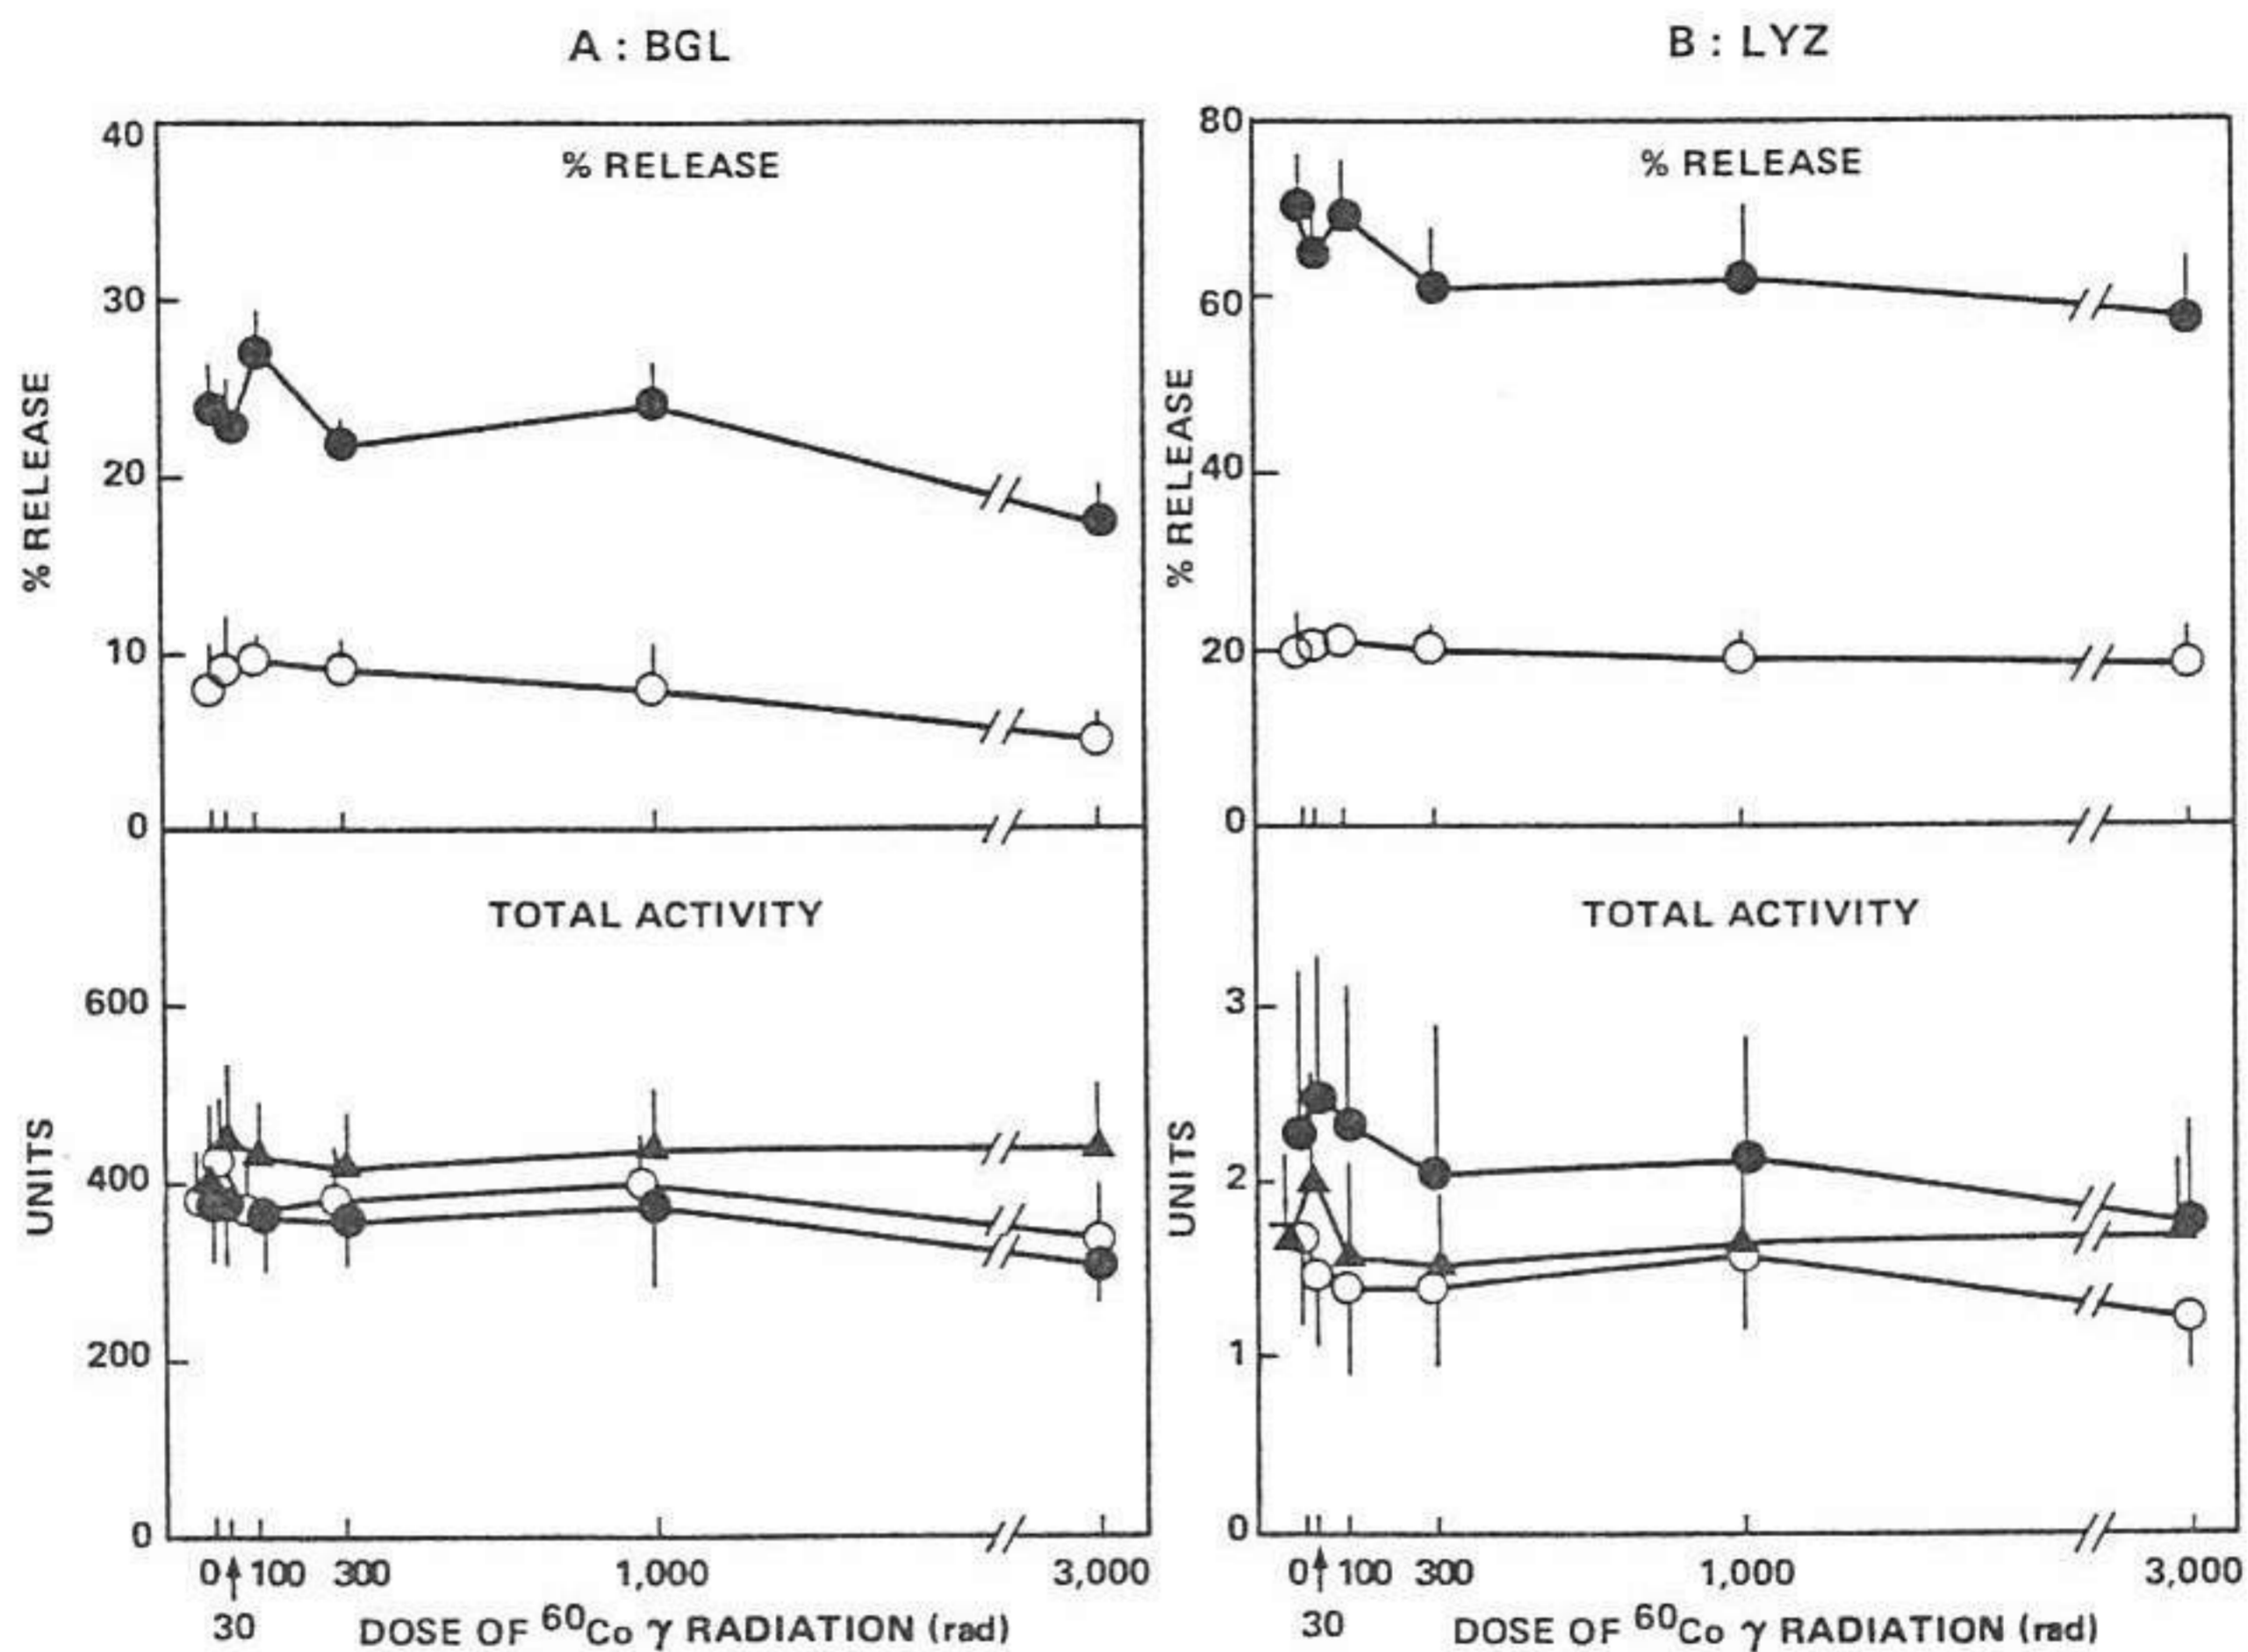 A : BGL
% RELEASE
40
30
20
10
0
% RELEASE
TOTAL ACTIVITY
600
400
200
0
UNITS
0 100 300 1,000 3,000
30
DOSE OF ⁶⁰Co γ RADIATION (rad)
B : LYZ
% RELEASE
80
60
40
20
0
% RELEASE
TOTAL ACTIVITY
3
2
1
0
UNITS
0 100 300 1,000 3,000
30
DOSE OF ⁶⁰Co γ RADIATION (rad)